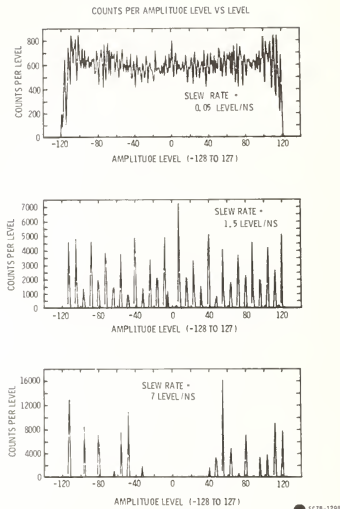 COUNTS PER AMPLITUDE LEVEL VS LEVEL
COUNTS PER LEVEL
800
600
400
200
0
SLEW RATE =
0.05 LEVEL/NS
-120 -80 -40 0 40 80 120
AMPLITUDE LEVEL (-128 TO 127)
COUNTS PER LEVEL
7000
6000
5000
4000
3000
2000
1000
0
SLEW RATE =
1.5 LEVEL/NS
-120 -80 -40 0 40 80 120
AMPLITUDE LEVEL (-128 TO 127)
COUNTS PER LEVEL
16000
12000
8000
4000
0
SLEW RATE =
7 LEVEL/NS
-120 -80 -40 0 40 80 120
AMPLITUDE LEVEL (-128 TO 127)